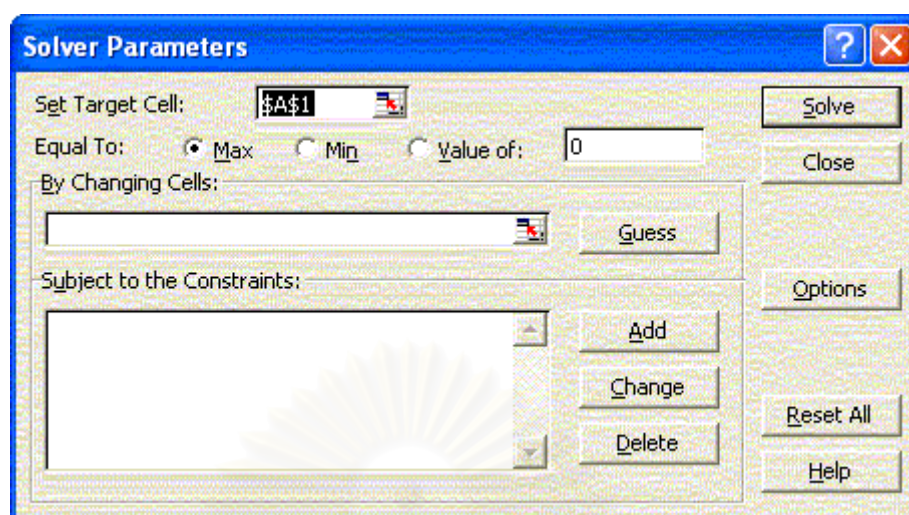 Solver Parameters
Set Target Cell: $A$1 Solve
Equal To: Max Min Value of: 0
Close
By Changing Cells:
Guess
Subject to the Constraints:
Options
Add
Change
Reset All
Delete
Help